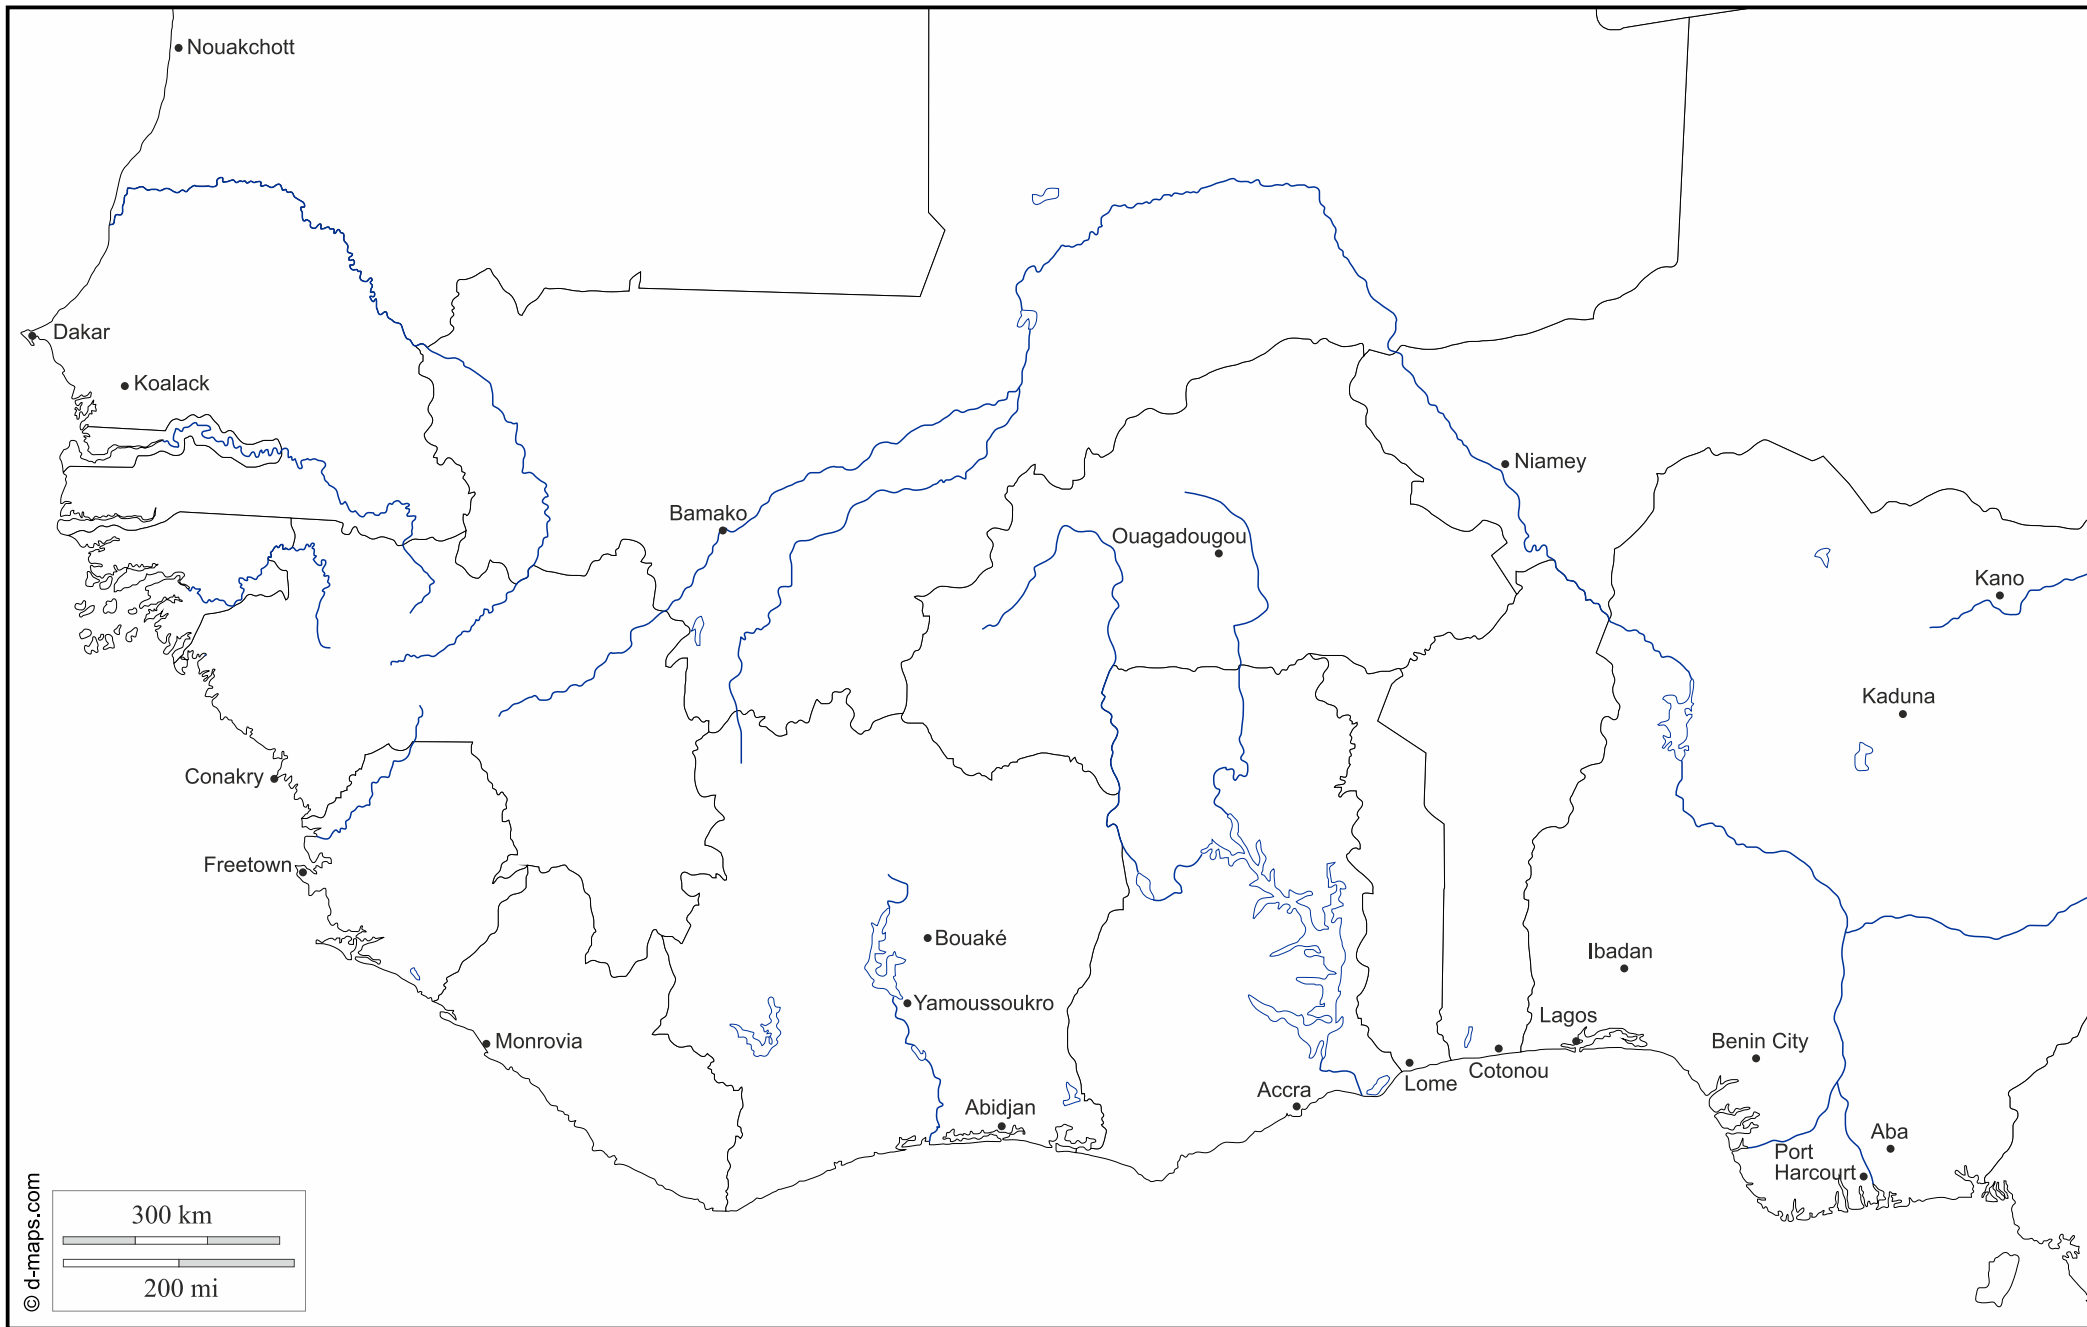 Nouakchott
Dakar
Koalack
Niamey
Bamako
Ouagadougou
Kano
Kaduna
Conakry
Freetown
Bouaké
Ibadan
Yamoussoukro
Lagos
Monrovia
Benin City
Cotonou
Lome
Accra
Abidjan
Aba
Port
Harcourt
300 km
200 mi
© d-maps.com